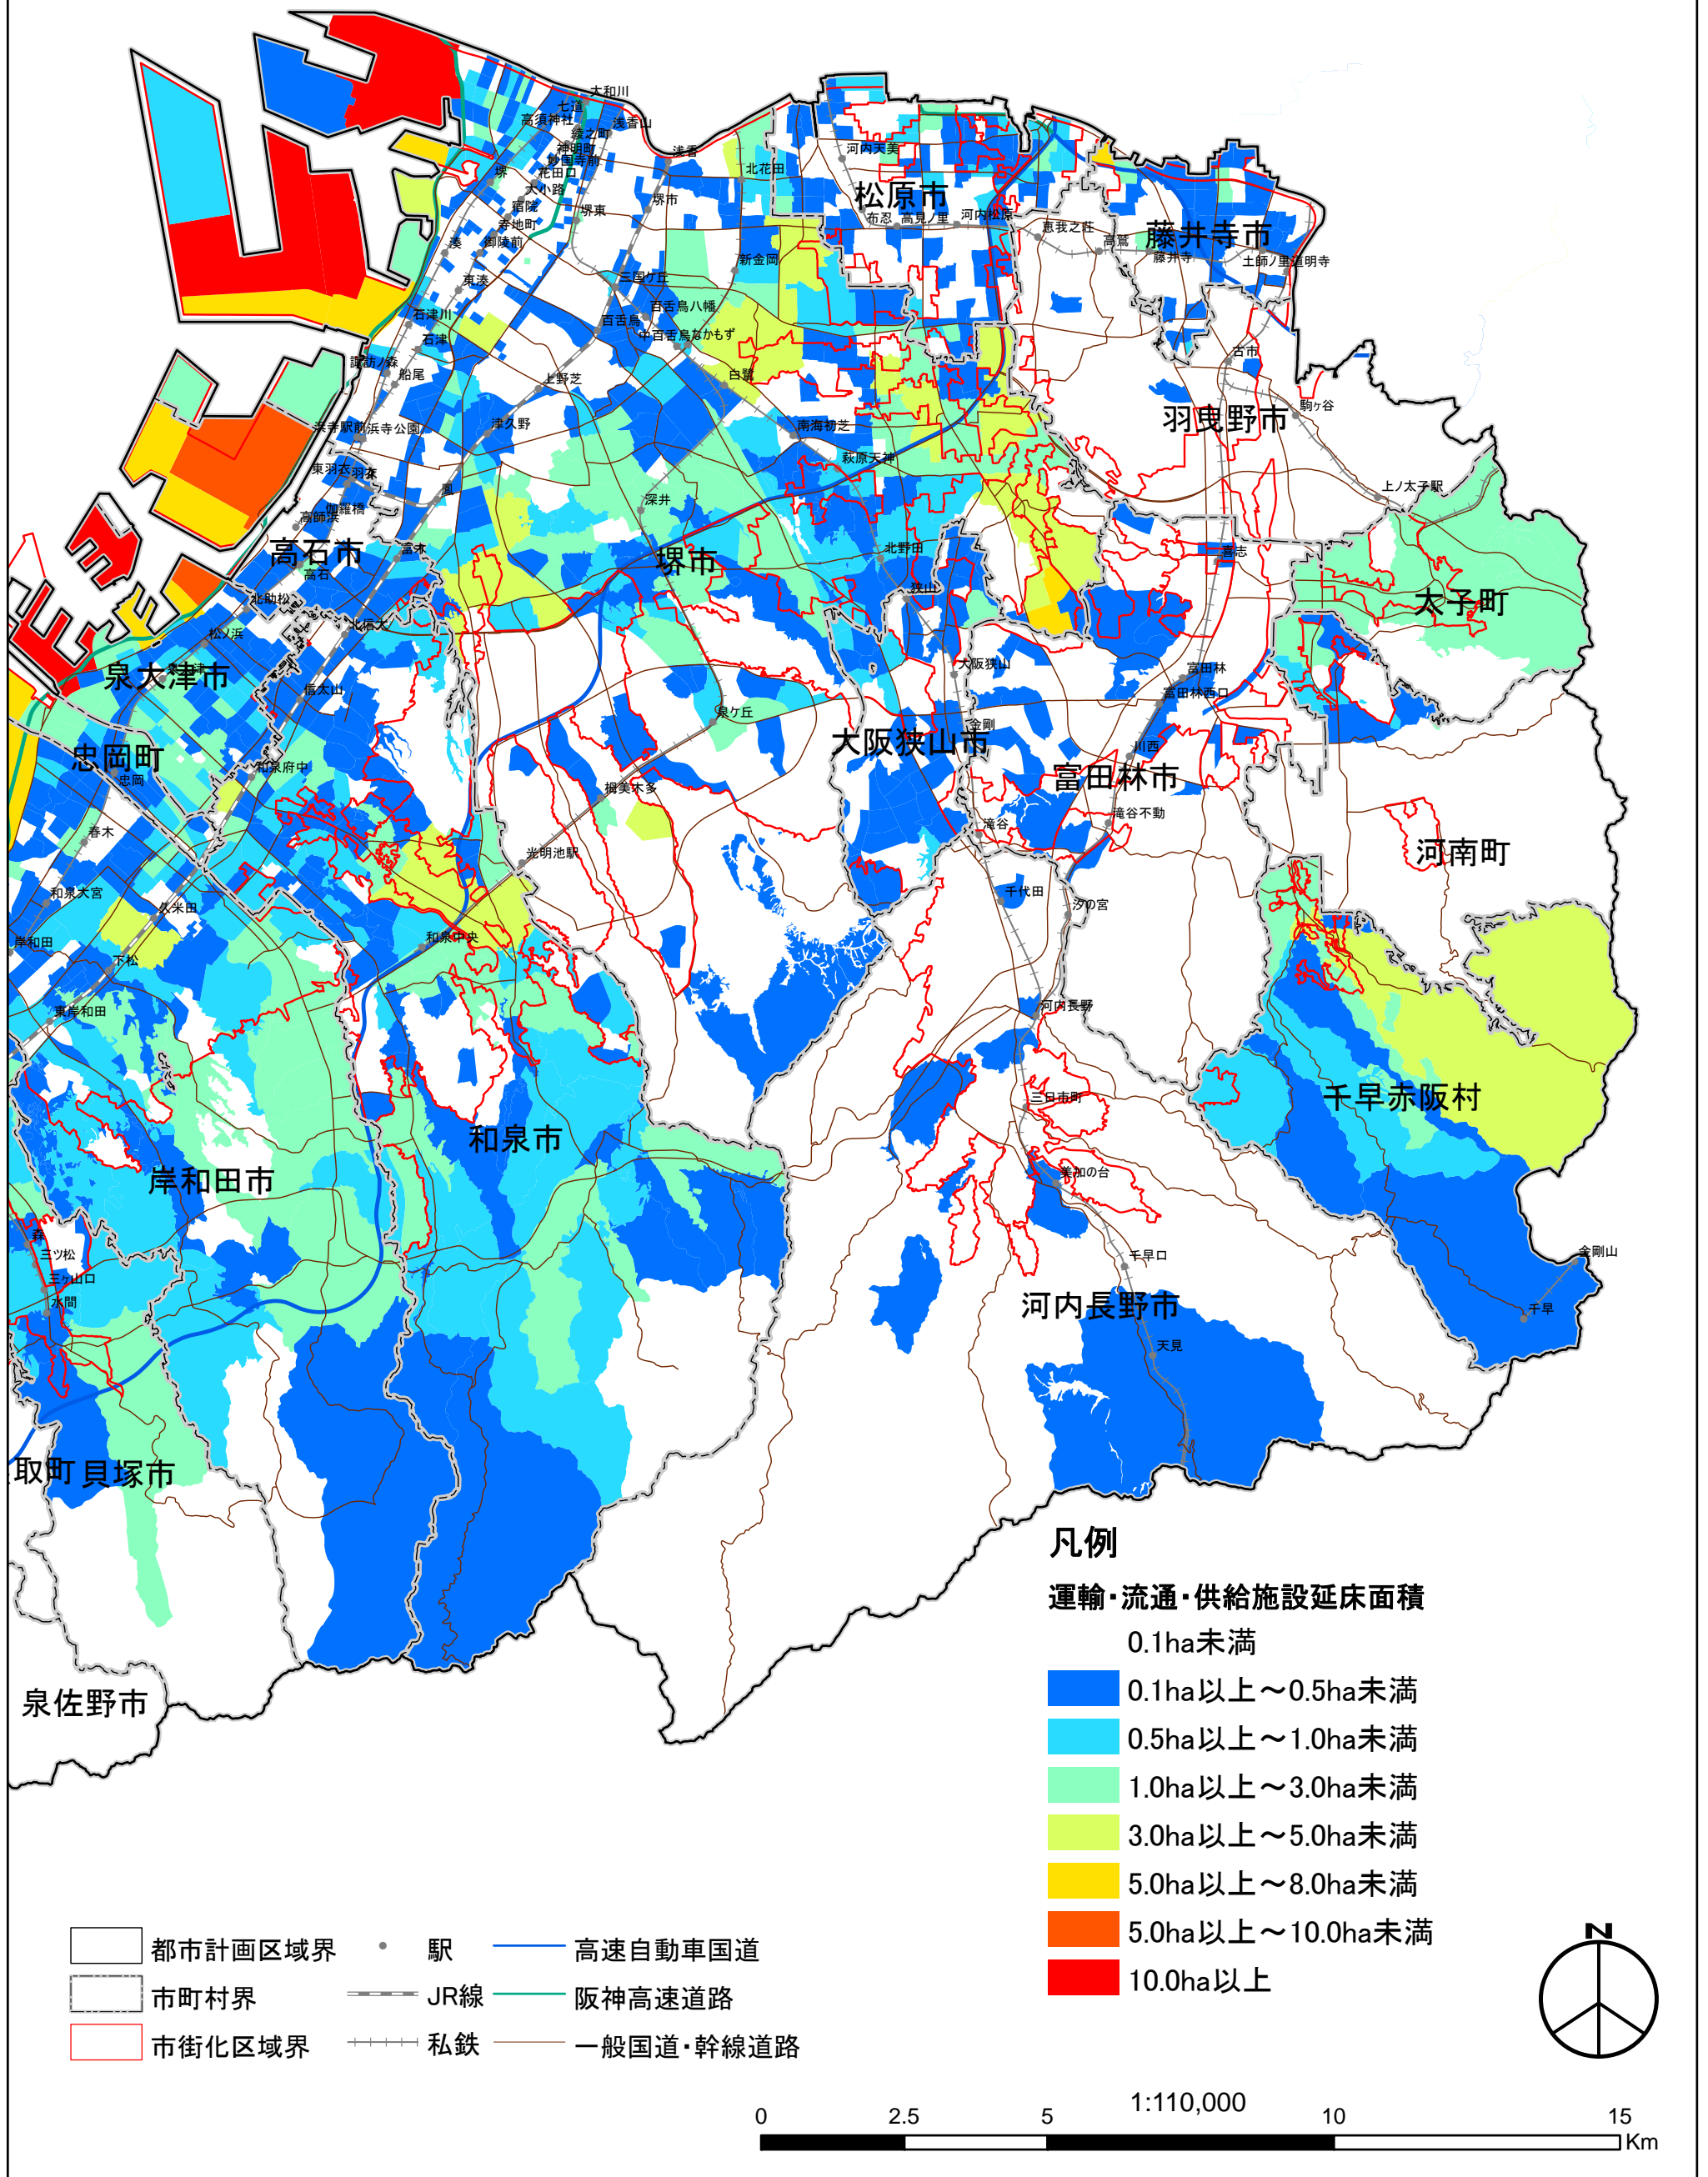 大和川
七道
高須神社
浅香山
綾之町
神明町
妙国寺前
浅香
花田口
堺
大小路
北花田
河内天美
松原市
宿院
堺東
堺市
寺地町
布忍
高見ノ里
河内松原
恵我之荘
高鷲
藤井寺市
藤井寺
土師ノ里
道明寺
湊
御陵前
東湊
三国ケ丘
新金岡
石津川
百舌鳥八幡
百舌鳥
中百舌鳥
なかもず
石津
諏訪ノ森
船尾
上野芝
白鷺
古市
羽曳野市
駒ヶ谷
浜寺駅前
浜寺公園
津久野
南海初芝
萩原天神
東羽衣
羽衣
鳳
伽羅橋
高師浜
深井
上ノ太子駅
高石市
高石
富木
堺市
北野田
喜志
狭山
太子町
北助松
松ノ浜
北信太
泉大津市
信太山
大阪狭山
富田林
富田林西口
泉ケ丘
金剛
大阪狭山市
川西
忠岡町
忠岡
和泉府中
富田林市
栂美木多
滝谷不動
春木
滝谷
光明池駅
河南町
和泉大宮
久米田
千代田
汐の宮
岸和田
和泉中央
下松
東岸和田
河内長野
三日市町
千早赤阪村
和泉市
岸和田市
美加の台
森
三ツ松
三ヶ山口
水間
千早口
金剛山
千早
河内長野市
天見
取町
貝塚市
泉佐野市
凡例
運輸・流通・供給施設延床面積
0.1ha未満
0.1ha以上～0.5ha未満
0.5ha以上～1.0ha未満
1.0ha以上～3.0ha未満
3.0ha以上～5.0ha未満
5.0ha以上～8.0ha未満
5.0ha以上～10.0ha未満
10.0ha以上
都市計画区域界
駅
高速自動車国道
市町村界
JR線
阪神高速道路
市街化区域界
私鉄
一般国道・幹線道路
N
1:110,000
0 2.5 5 10 15
Km